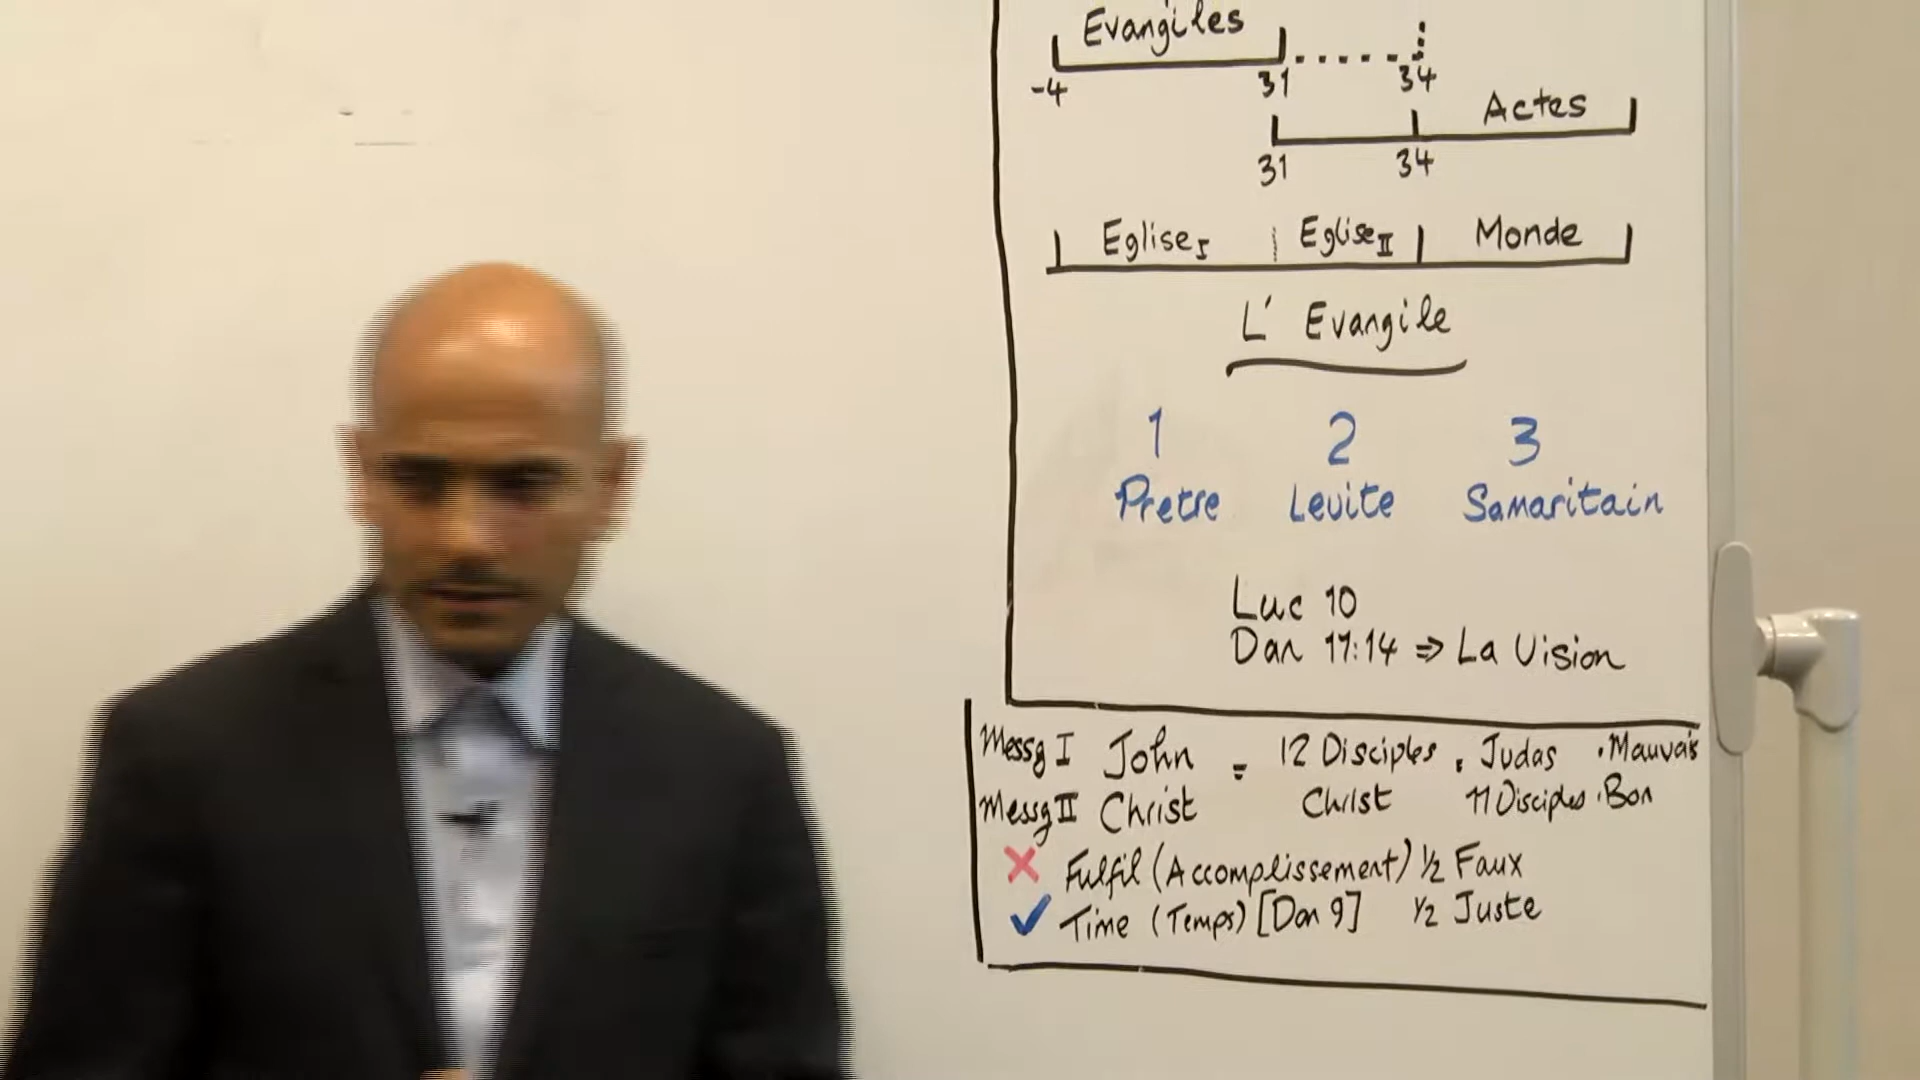 Evangiles
-4 31 34
Actes
31 34
Eglise I Eglise II Monde
L' Evangile
1 2 3
Pretre Levite Samaritain
Luc 10
Dan 11:14 ⇒ La Vision
Messg I John = 12 Disciples . Judas . Mauvais
Messg II Christ Christ 11 Disciples . Bon
✗ Fulfil (Accomplissement) ½ Faux
✓ Time (Temps) [Dan 9] ½ Juste